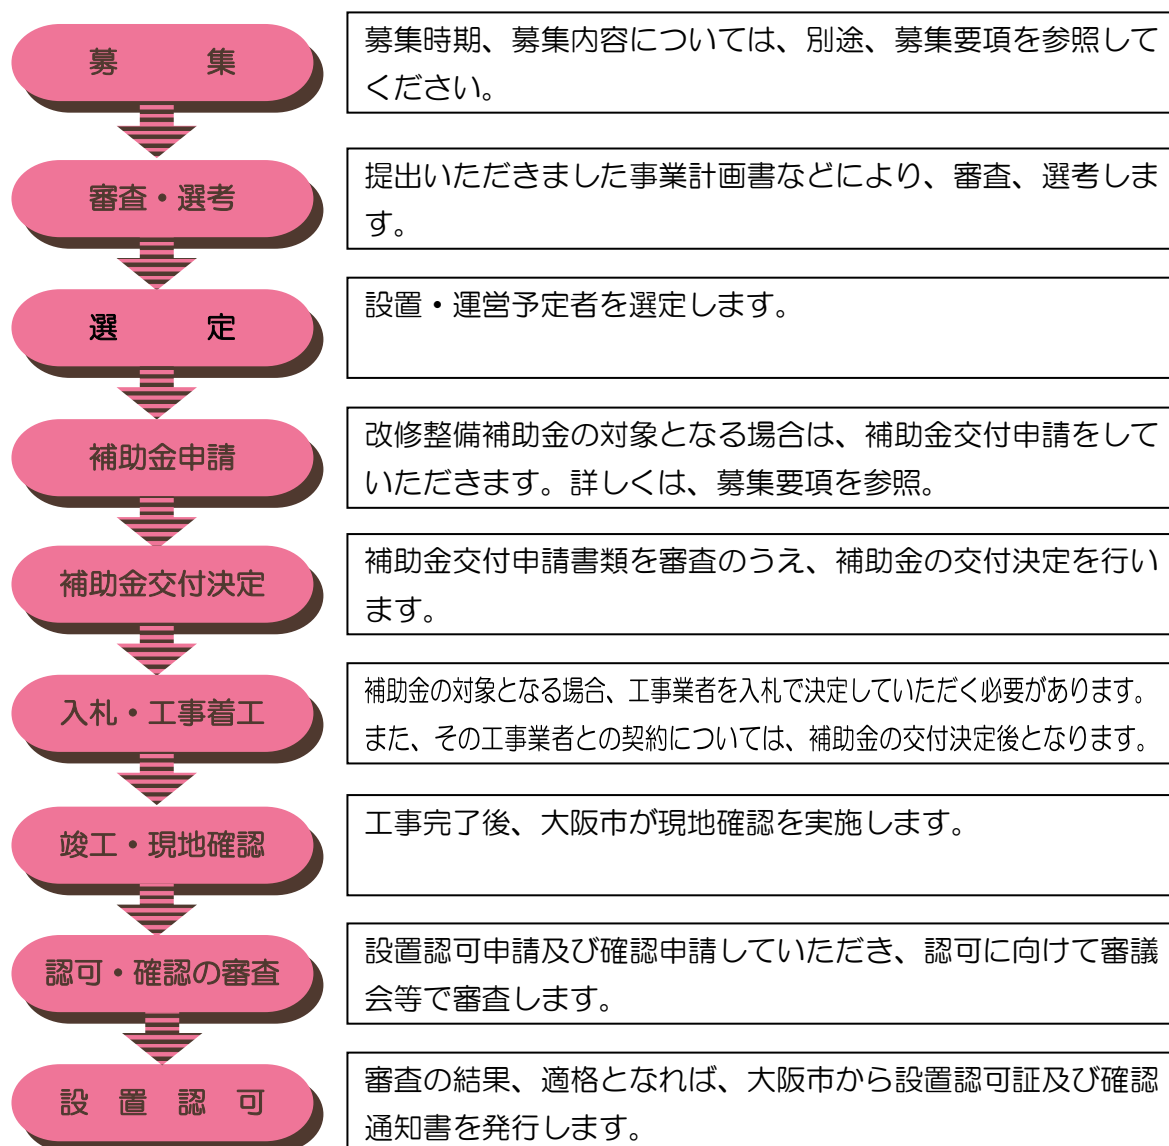 募　集
募集時期、募集内容については、別途、募集要項を参照して
ください。
審査・選考
提出いただきました事業計画書などにより、審査、選考しま
す。
選　定
設置・運営予定者を選定します。
補助金申請
改修整備補助金の対象となる場合は、補助金交付申請をして
いただきます。詳しくは、募集要項を参照。
補助金交付決定
補助金交付申請書類を審査のうえ、補助金の交付決定を行い
ます。
入札・工事着工
補助金の対象となる場合、工事業者を入札で決定していただく必要があります。
また、その工事業者との契約については、補助金の交付決定後となります。
竣工・現地確認
工事完了後、大阪市が現地確認を実施します。
認可・確認の審査
設置認可申請及び確認申請していただき、認可に向けて審議
会等で審査します。
設 置 認 可
審査の結果、適格となれば、大阪市から設置認可証及び確認
通知書を発行します。